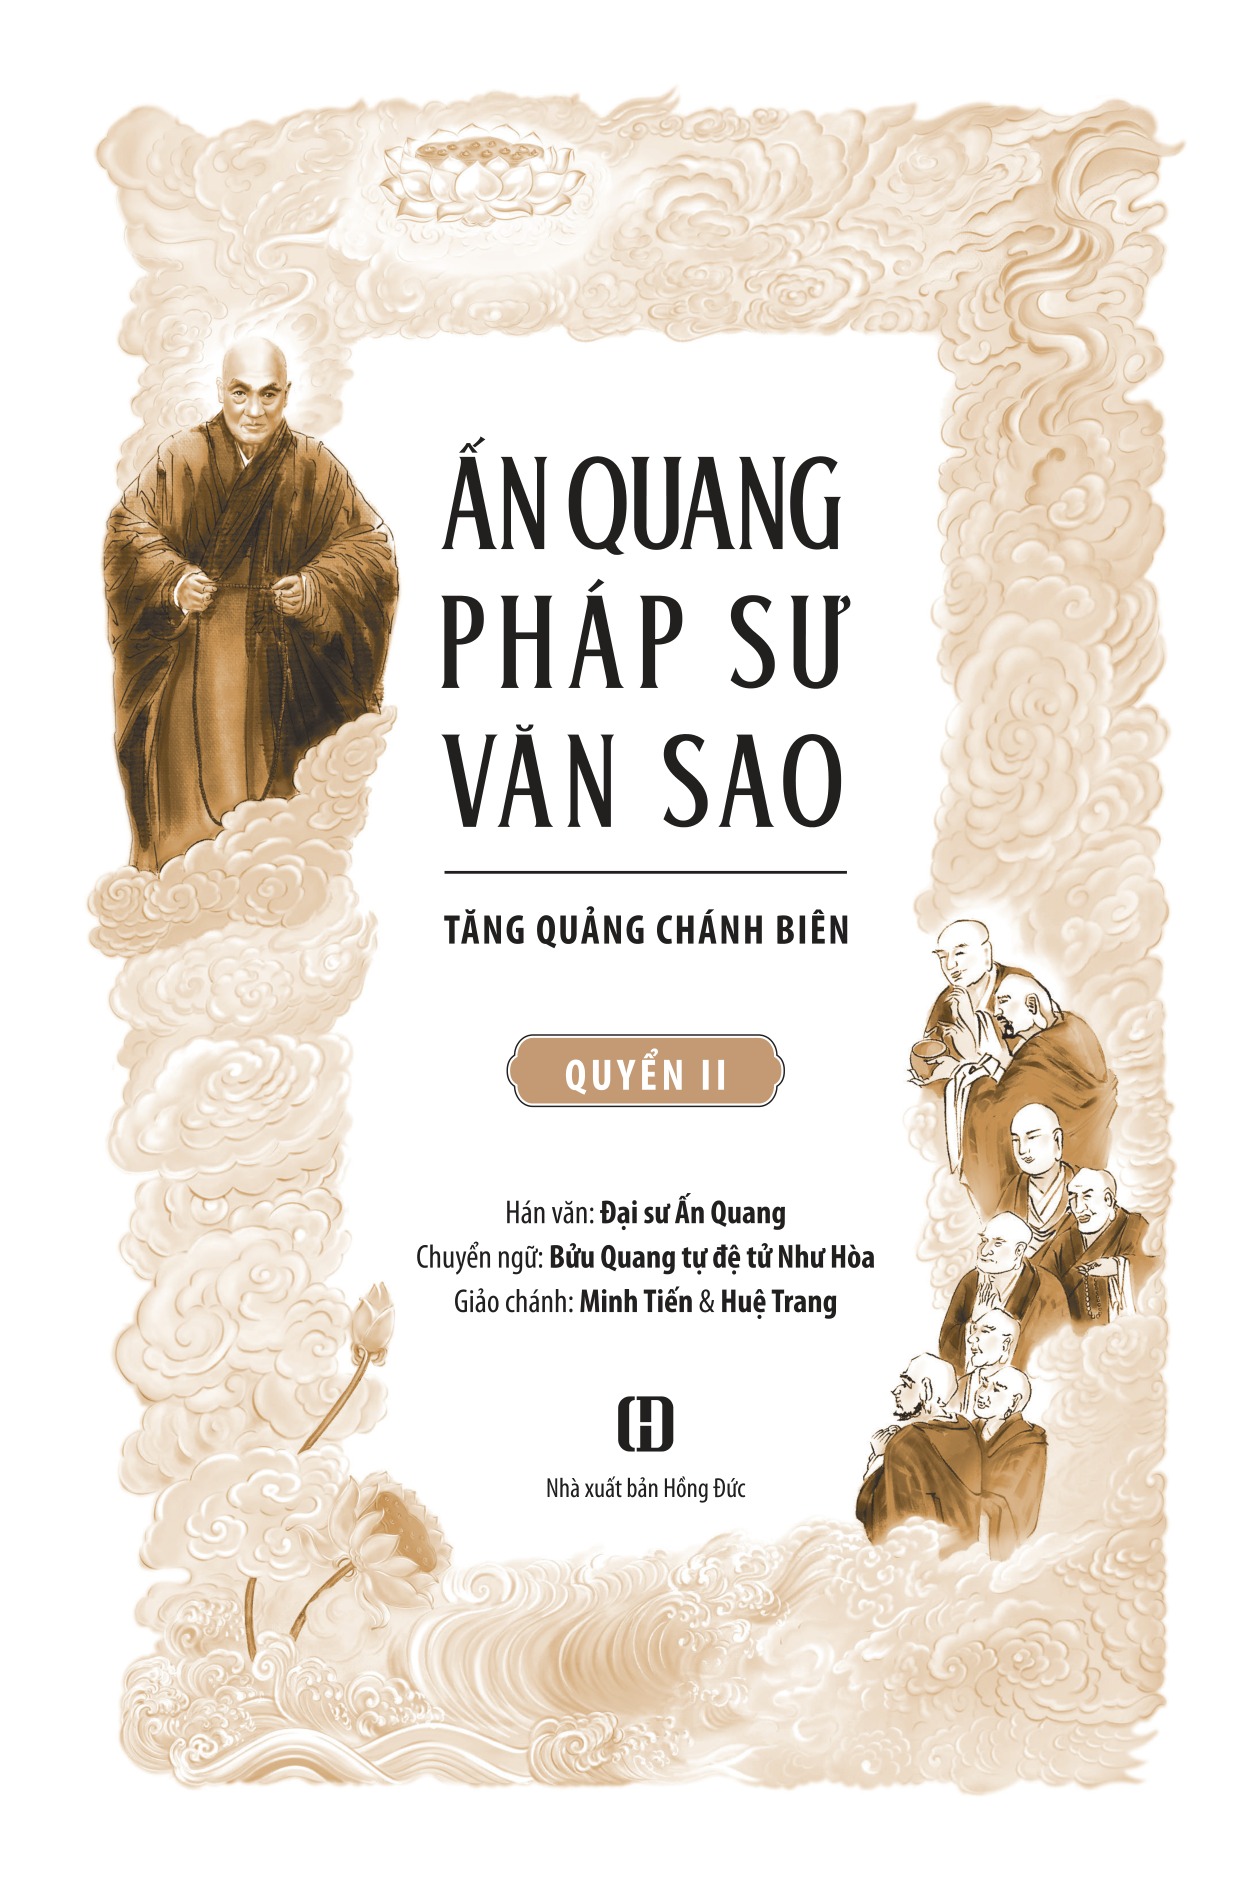 ẤN QUANG
PHÁP SƯ
VĂN SAO
TĂNG QUẢNG CHÁNH BIÊN
QUYỂN II
Hán văn: Đại sư Ấn Quang
Chuyển ngữ: Bửu Quang tự đệ tử Như Hòa
Giảo chánh: Minh Tiến & Huệ Trang
Nhà xuất bản Hồng Đức